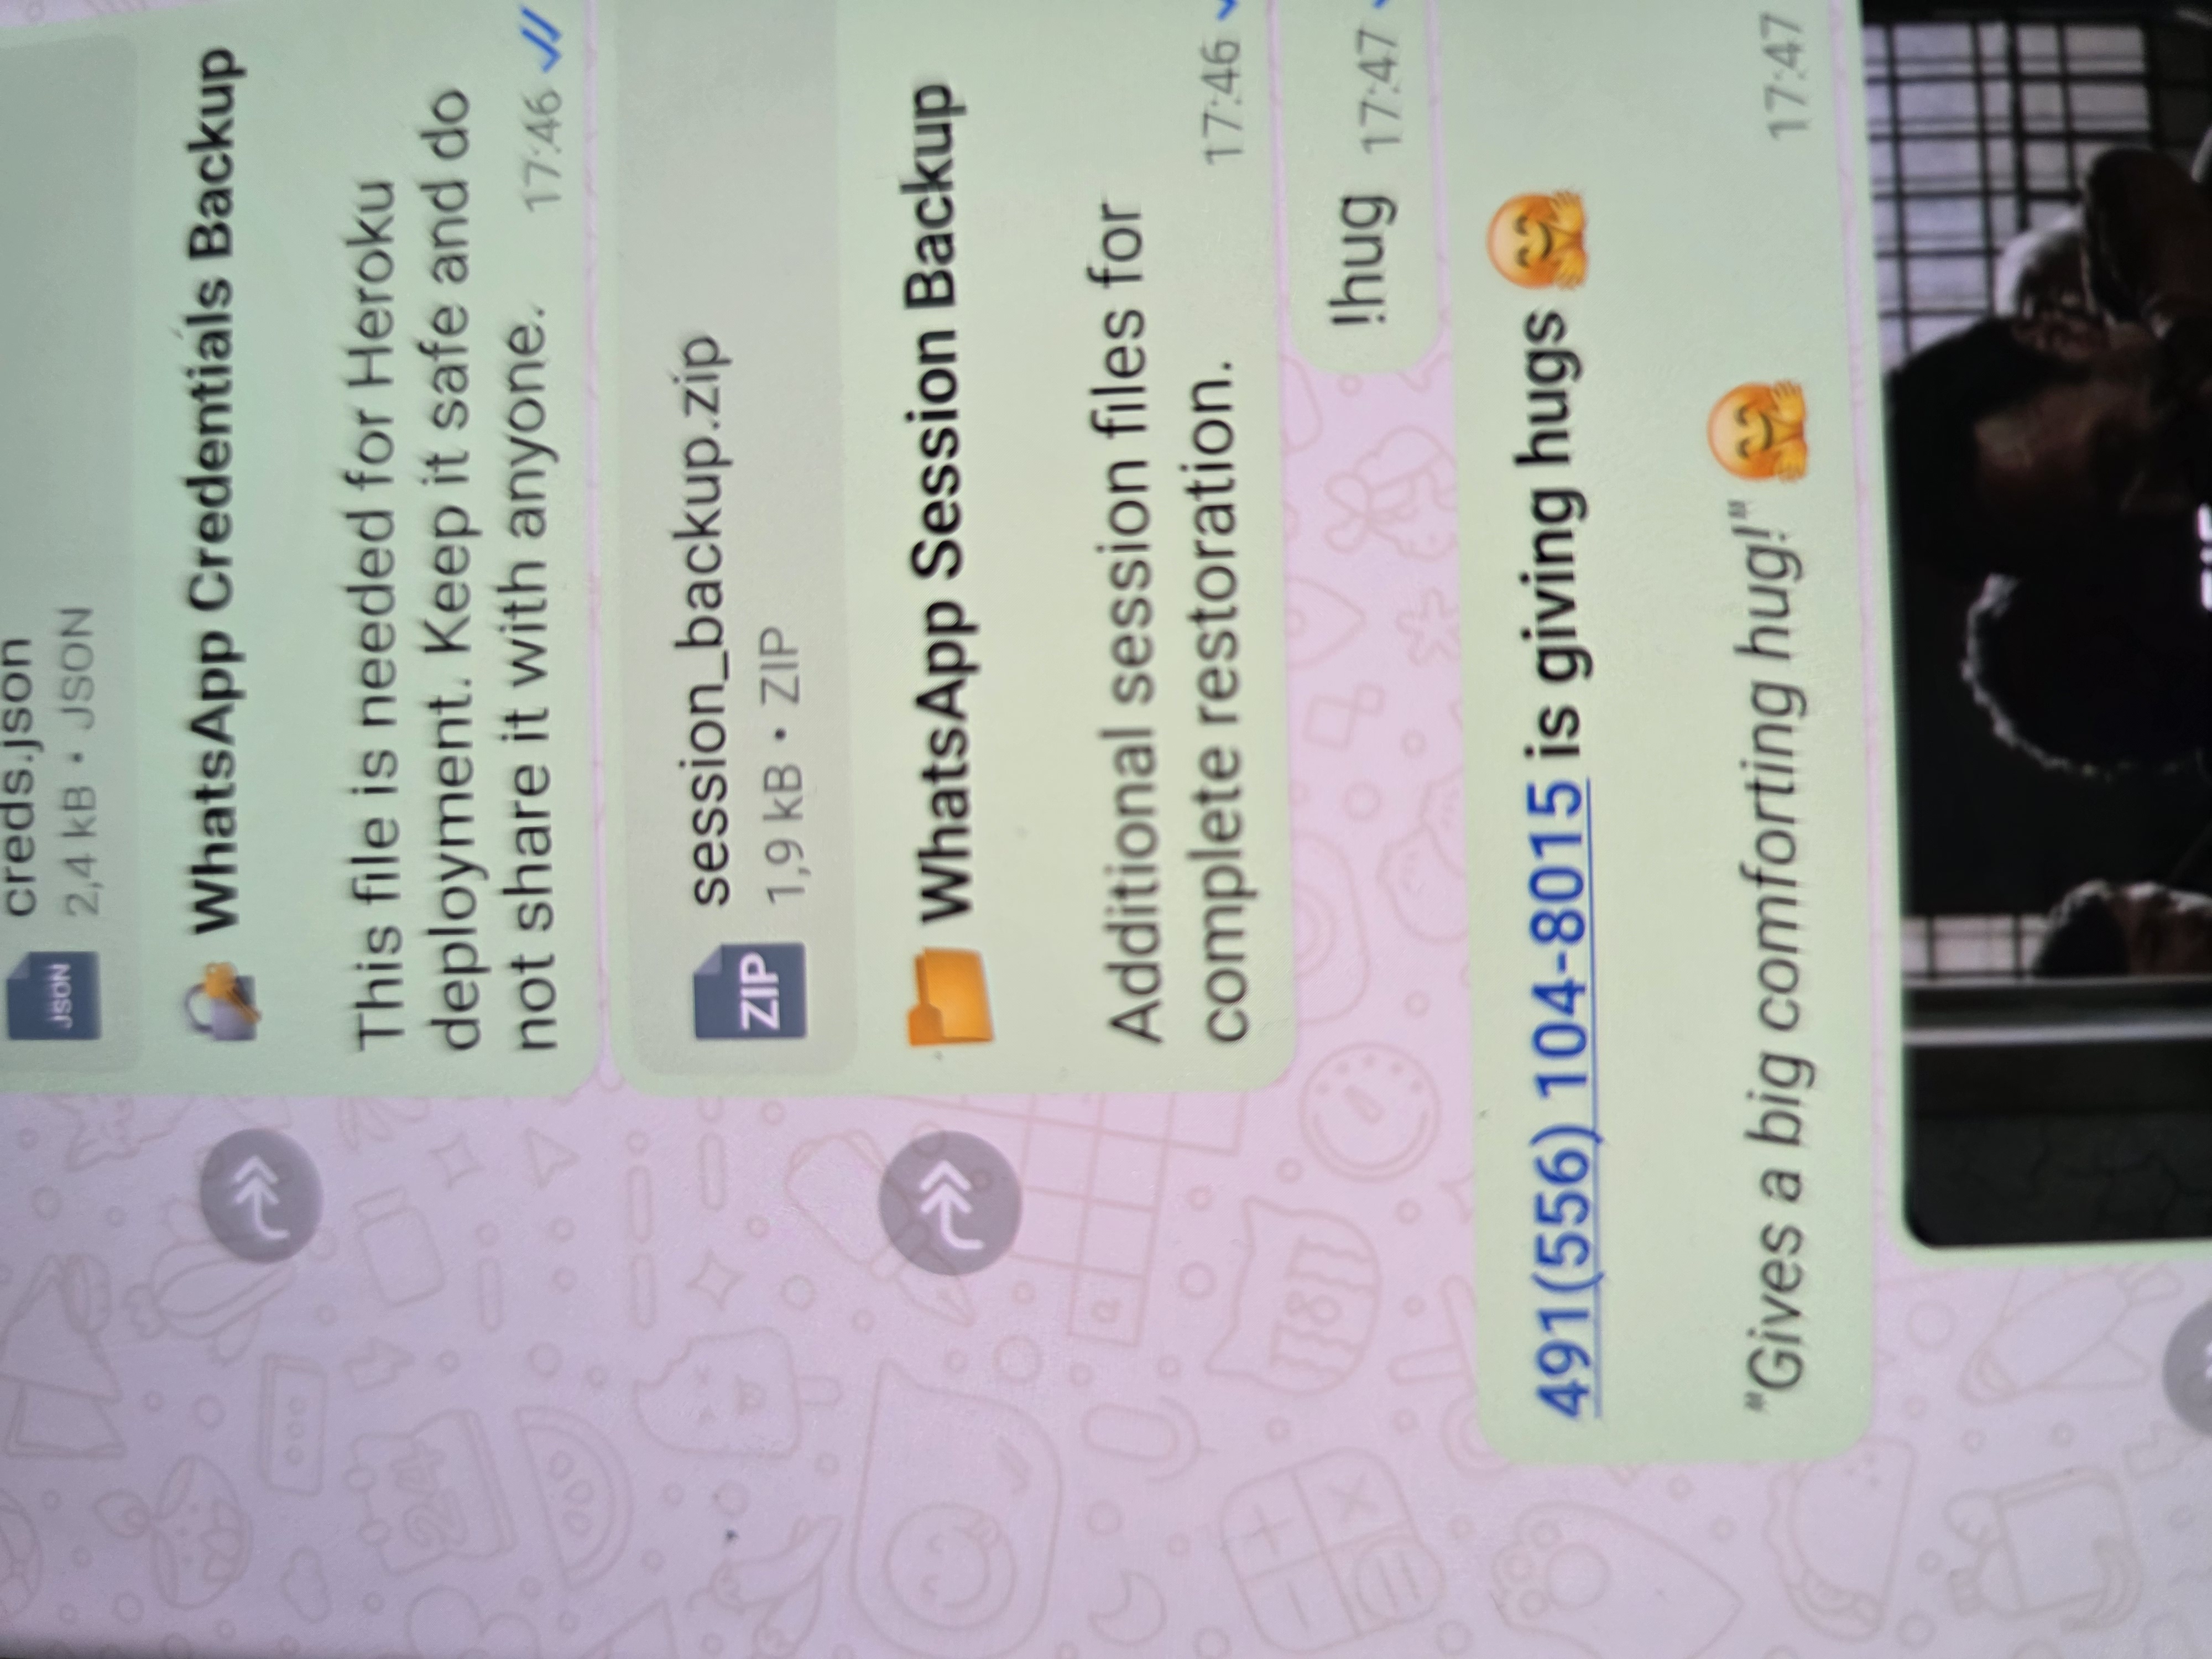 creds.json
JSON
2,4 kB • JSON
WhatsApp Credentials Backup
This file is needed for Heroku
deployment. Keep it safe and do
not share it with anyone. 17:46
session_backup.zip
ZIP
1,9 kB • ZIP
WhatsApp Session Backup
Additional session files for
complete restoration. 17:46
!hug 17:47
491(556) 104-8015 is giving hugs 🤗
"Gives a big comforting hug!" 🤗 17:47